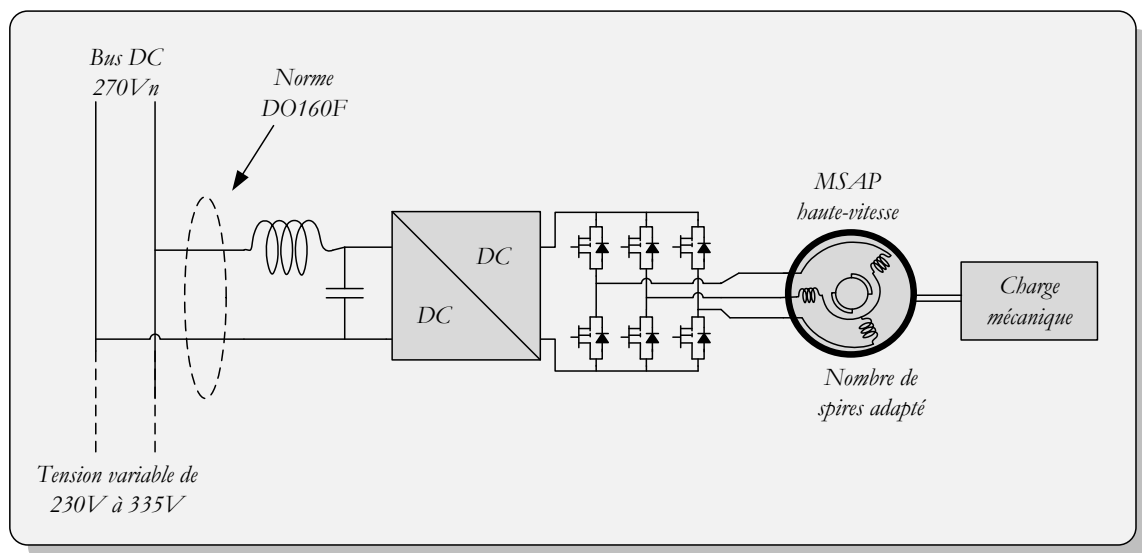 Bus DC
270Vn
Norme
DO160F
MSAP
haute-vitesse
DC
DC
Charge
mécanique
Nombre de
spires adapté
Tension variable de
230V à 335V